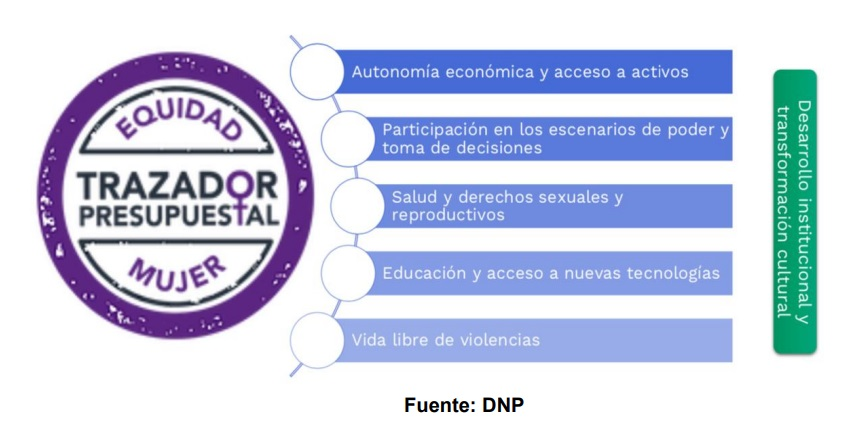 EQUIDAD
TRAZADOR
PRESUPUESTAL
MUJER
Autonomía económica y acceso a activos
Participación en los escenarios de poder y
toma de decisiones
Salud y derechos sexuales y
reproductivos
Educación y acceso a nuevas tecnologías
Vida libre de violencias
Desarrollo institucional y
transformación cultural
Fuente: DNP